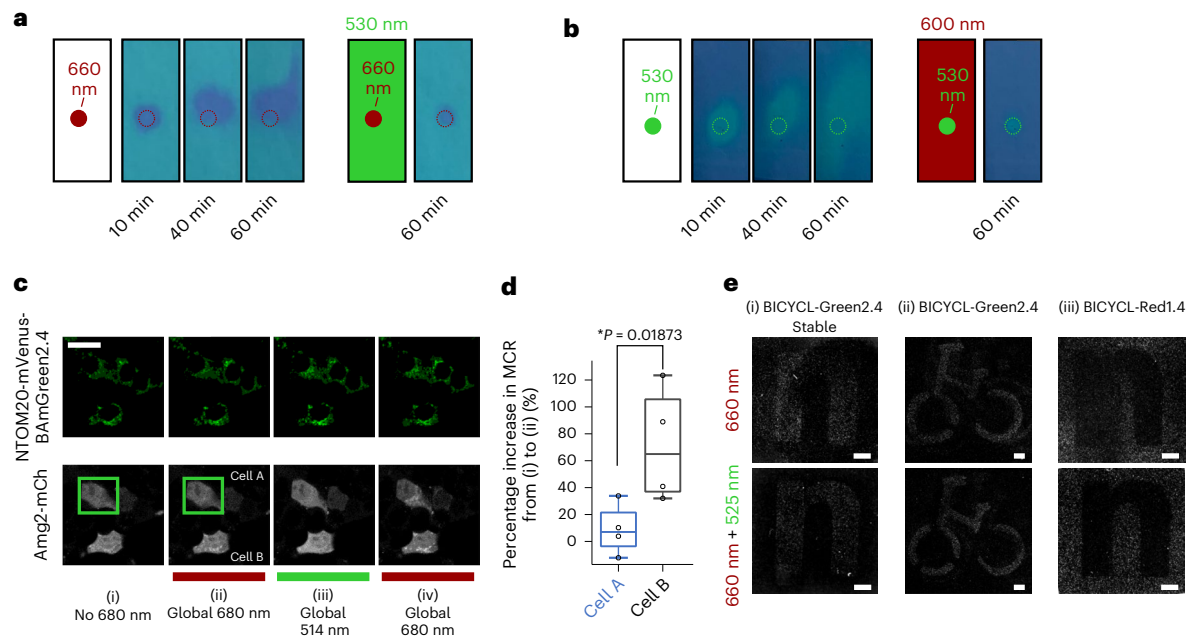 a
660
nm
10 min
40 min
60 min
530 nm
660
nm
60 min
b
530
nm
10 min
40 min
60 min
600 nm
530
nm
60 min
c
NTOM20-mVenus-
BAmGreen2.4
Amg2-mCh
Cell A
Cell B
(i)
No 680 nm
(ii)
Global 680 nm
(iii)
Global
514 nm
(iv)
Global
680 nm
d
*P = 0.01873
Percentage increase in MCR
from (i) to (ii) (%)
120
100
80
60
40
20
0
Cell A
Cell B
e
(i) BICYCL-Green2.4
Stable
(ii) BICYCL-Green2.4
(iii) BICYCL-Red1.4
660 nm
660 nm + 525 nm